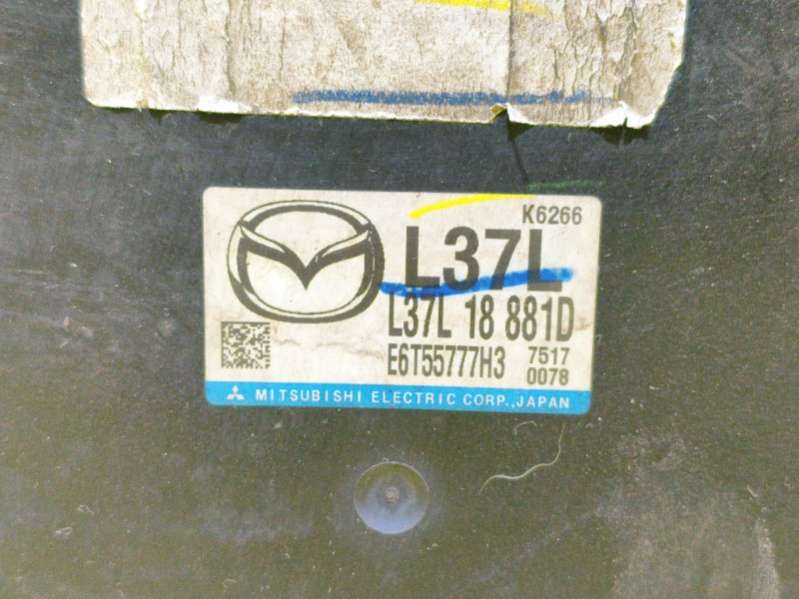 K6266
L37L
L37L 18 881D
E6T55777H3 7517
0078
MITSUBISHI ELECTRIC CORP., JAPAN